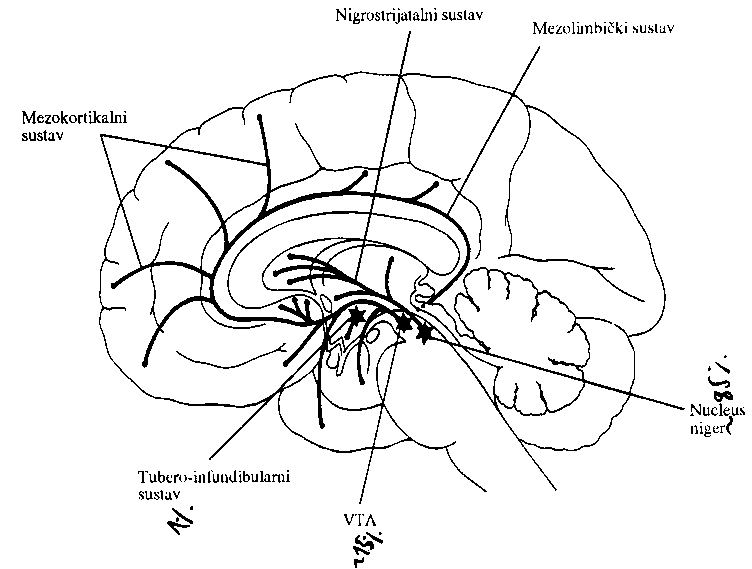 Nigrostrijatalni sustav
Mezolimbički sustav
Mezokortikalni
sustav
Nucleus
niger
Tubero-infundibularni
sustav
VTA